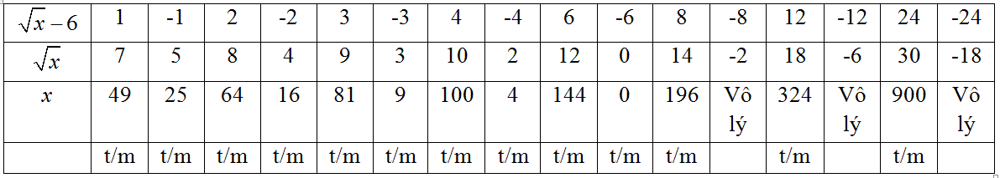 √x − 6 1 -1 2 -2 3 -3 4 -4 6 -6 8 -8 12 -12 24 -24
√x 7 5 8 4 9 3 10 2 12 0 14 -2 18 -6 30 -18
x 49 25 64 16 81 9 100 4 144 0 196 Vô lý 324 Vô lý 900 Vô lý
t/m t/m t/m t/m t/m t/m t/m t/m t/m t/m t/m t/m t/m